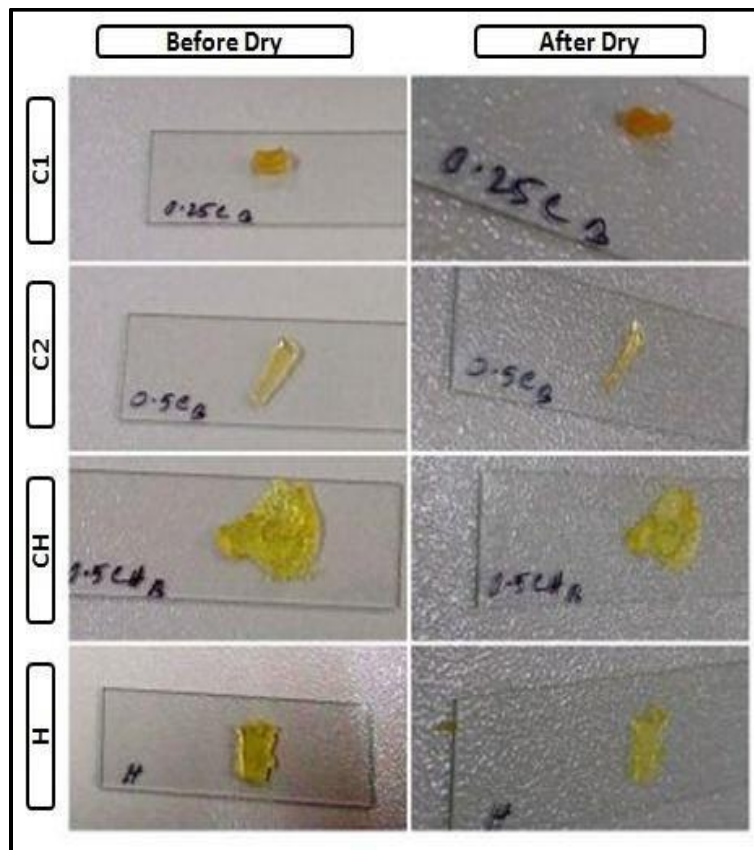 Before Dry
After Dry
C1
0.25C B
0.25C B
C2
0.5C B
0.5C B
CH
0.5CH B
0.5CH B
H
H
H